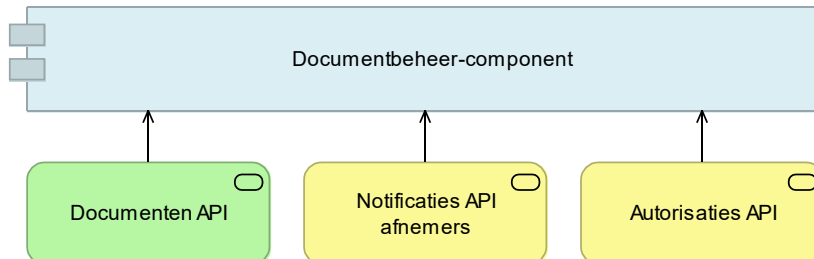 Documentbeheer-component
Documenten API
Notificaties API
afnemers
Autorisaties API